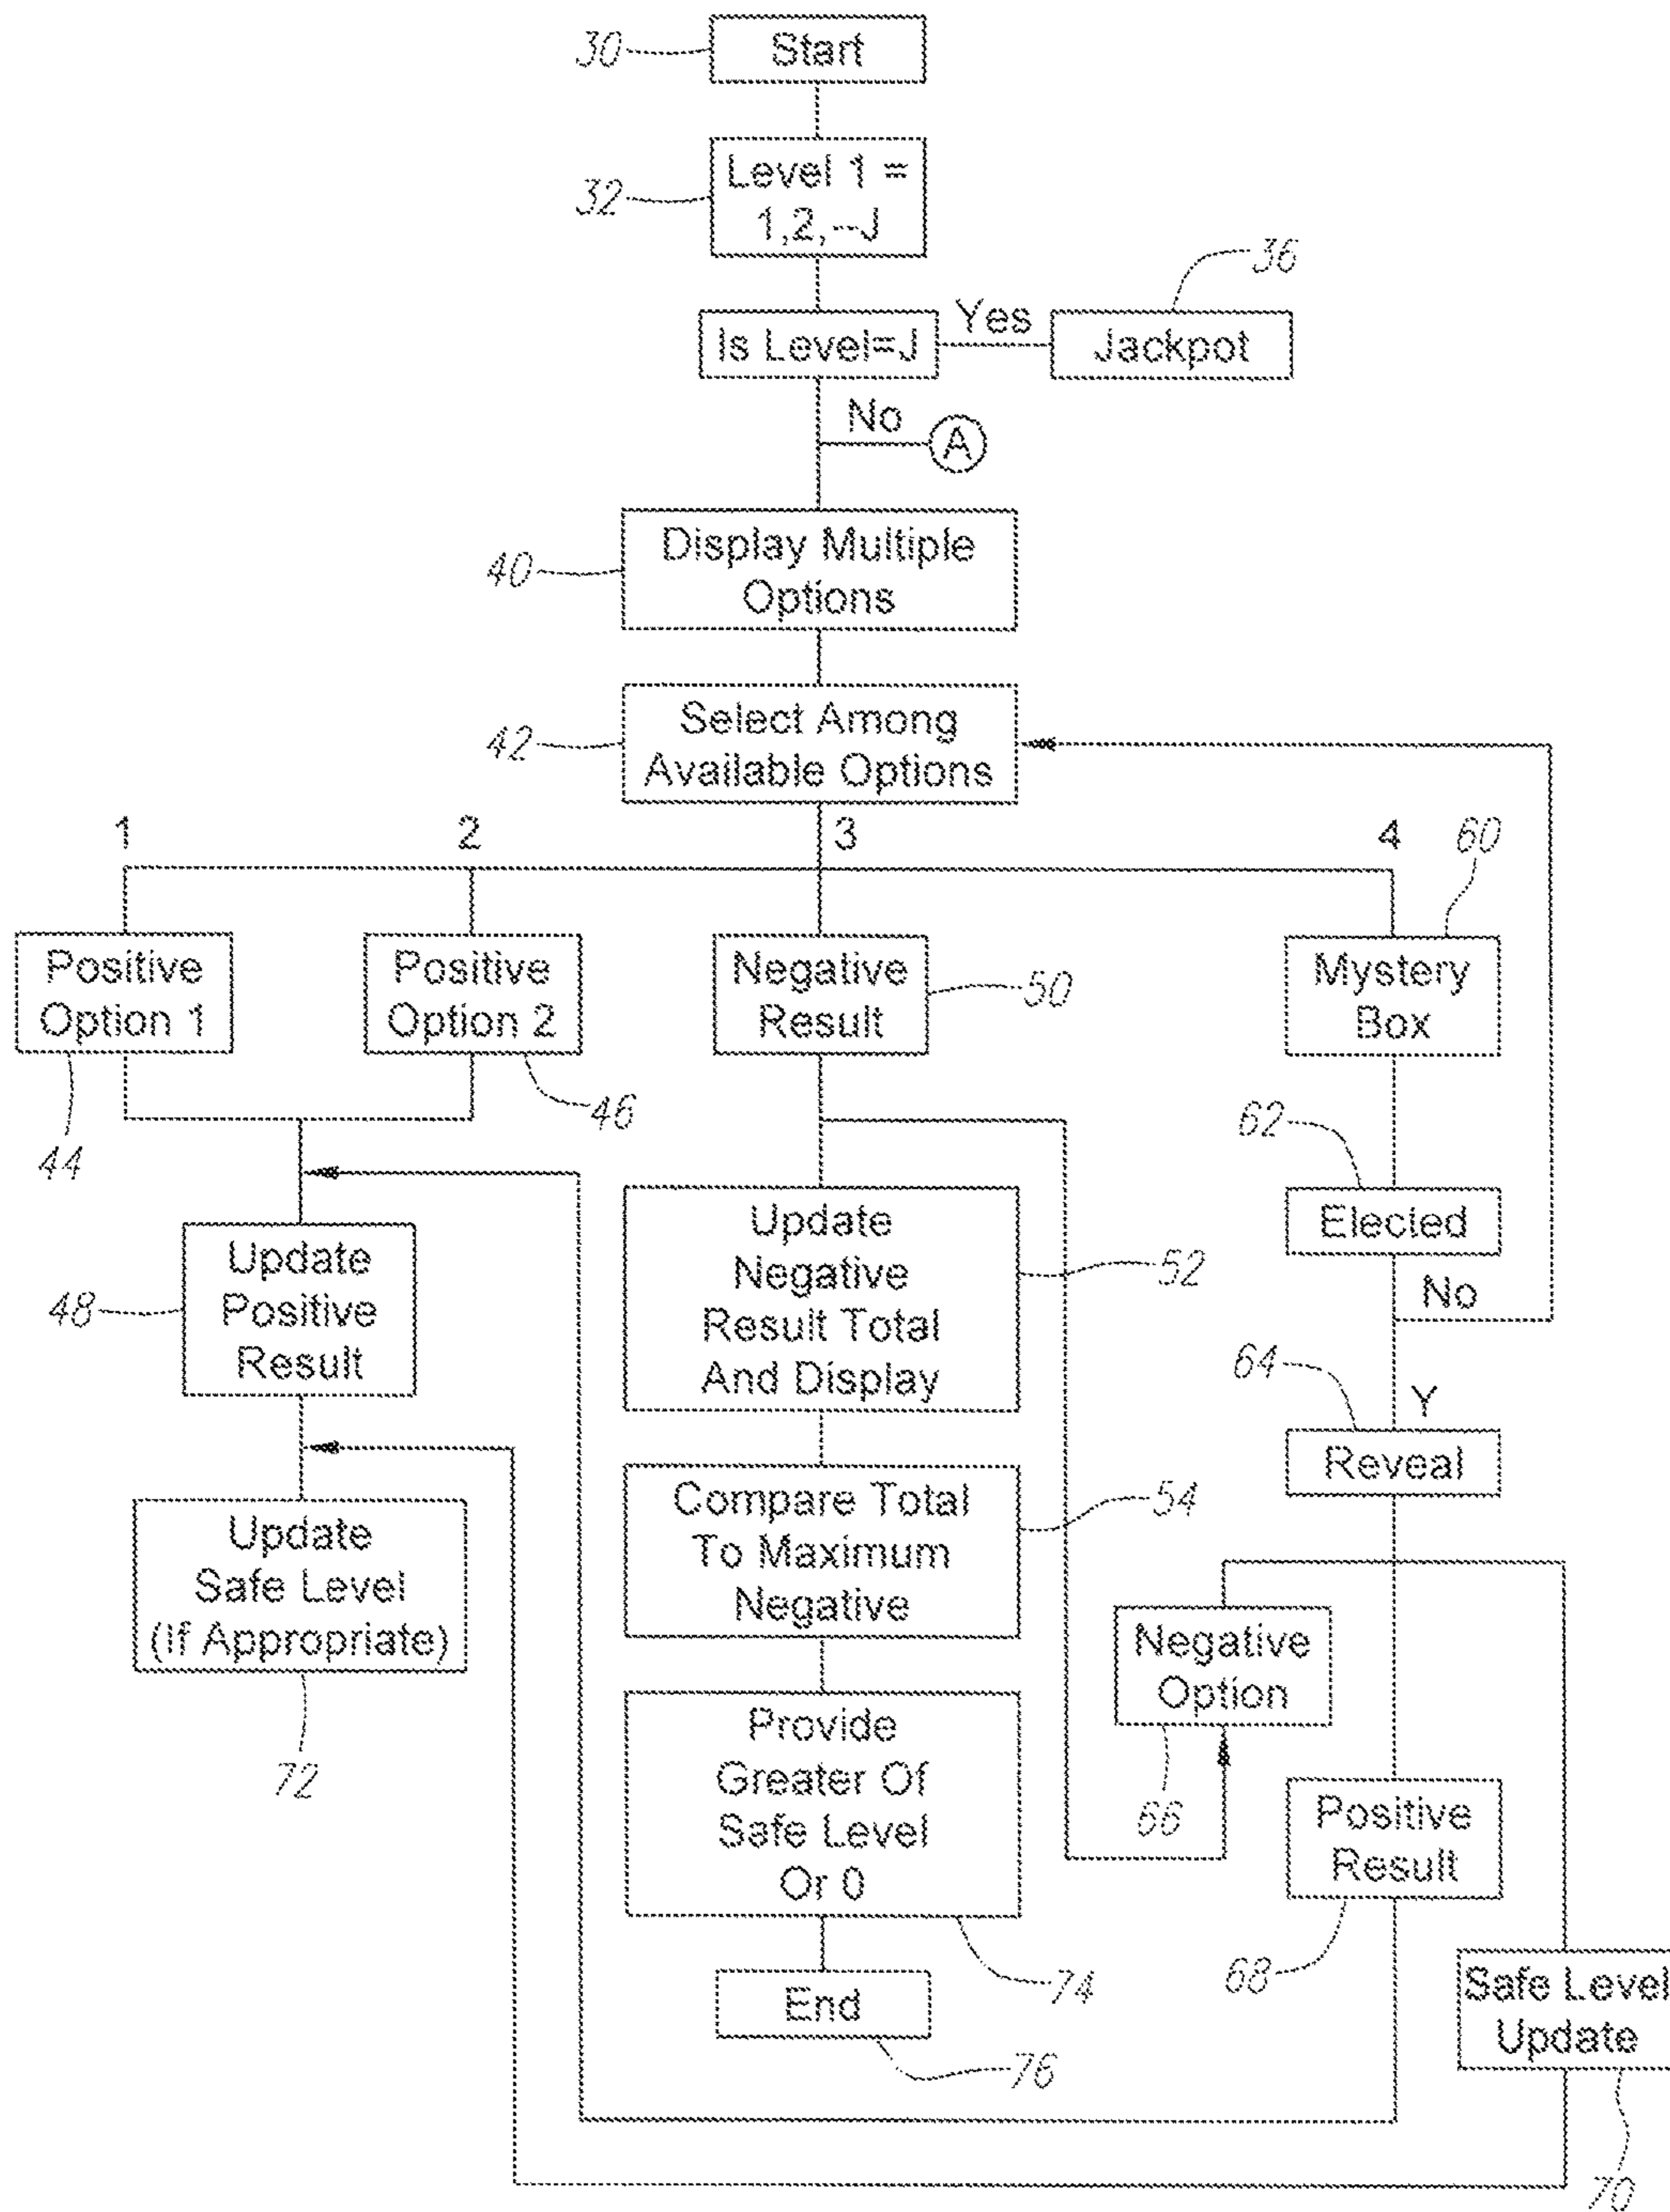 30
Start
32
Level 1 =
1,2,--J
36
Is Level=J
Yes
Jackpot
No
A
40
Display Multiple
Options
42
Select Among
Available Options
1
2
3
4
60
Positive
Option 1
Positive
Option 2
Negative
Result
50
Mystery
Box
44
46
62
Elected
No
48
Update
Positive
Result
Update
Negative
Result Total
And Display
52
64
Y
Reveal
Update
Safe Level
(If Appropriate)
72
Compare Total
To Maximum
Negative
54
Negative
Option
66
Provide
Greater Of
Safe Level
Or 0
74
Positive
Result
68
End
76
Safe Level
Update
70